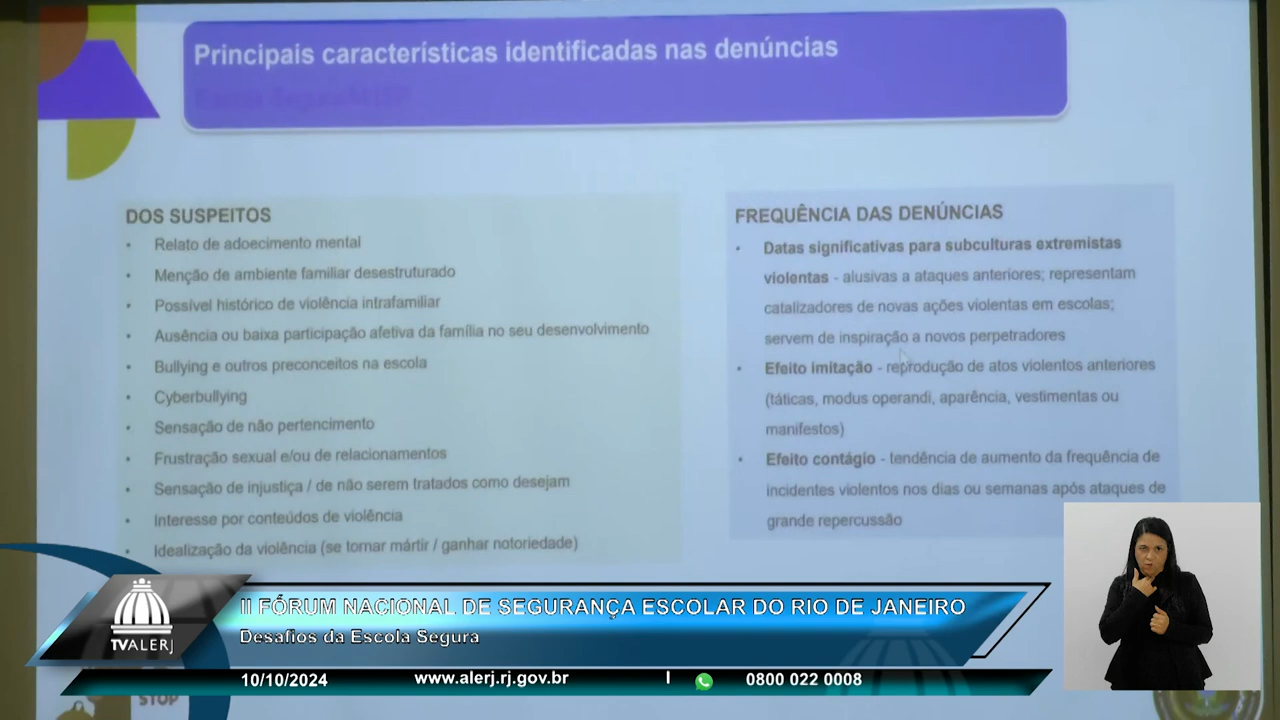 Principais características identificadas nas denúncias
DOS SUSPEITOS
• Relato de adoecimento mental
• Menção de ambiente familiar desestruturado
• Possível histórico de violência intrafamiliar
• Ausência ou baixa participação afetiva da família no seu desenvolvimento
• Bullying e outros preconceitos na escola
• Cyberbullying
• Sensação de não pertencimento
• Frustração sexual e/ou de relacionamentos
• Sensação de injustiça / de não serem tratados como desejam
• Interesse por conteúdos de violência
• Idealização da violência (se tornar mártir / ganhar notoriedade)
FREQUÊNCIA DAS DENÚNCIAS
• Datas significativas para subculturas extremistas
violentas - alusivas a ataques anteriores; representam
catalizadores de novas ações violentas em escolas;
servem de inspiração a novos perpetradores
• Efeito imitação - reprodução de atos violentos anteriores
(táticas, modus operandi, aparência, vestimentas ou
manifestos)
• Efeito contágio - tendência de aumento da frequência de
incidentes violentos nos dias ou semanas após ataques de
grande repercussão
II FÓRUM NACIONAL DE SEGURANÇA ESCOLAR DO RIO DE JANEIRO
Desafios da Escola Segura
TVALERJ
10/10/2024 www.alerj.rj.gov.br | 0800 022 0008
STOP